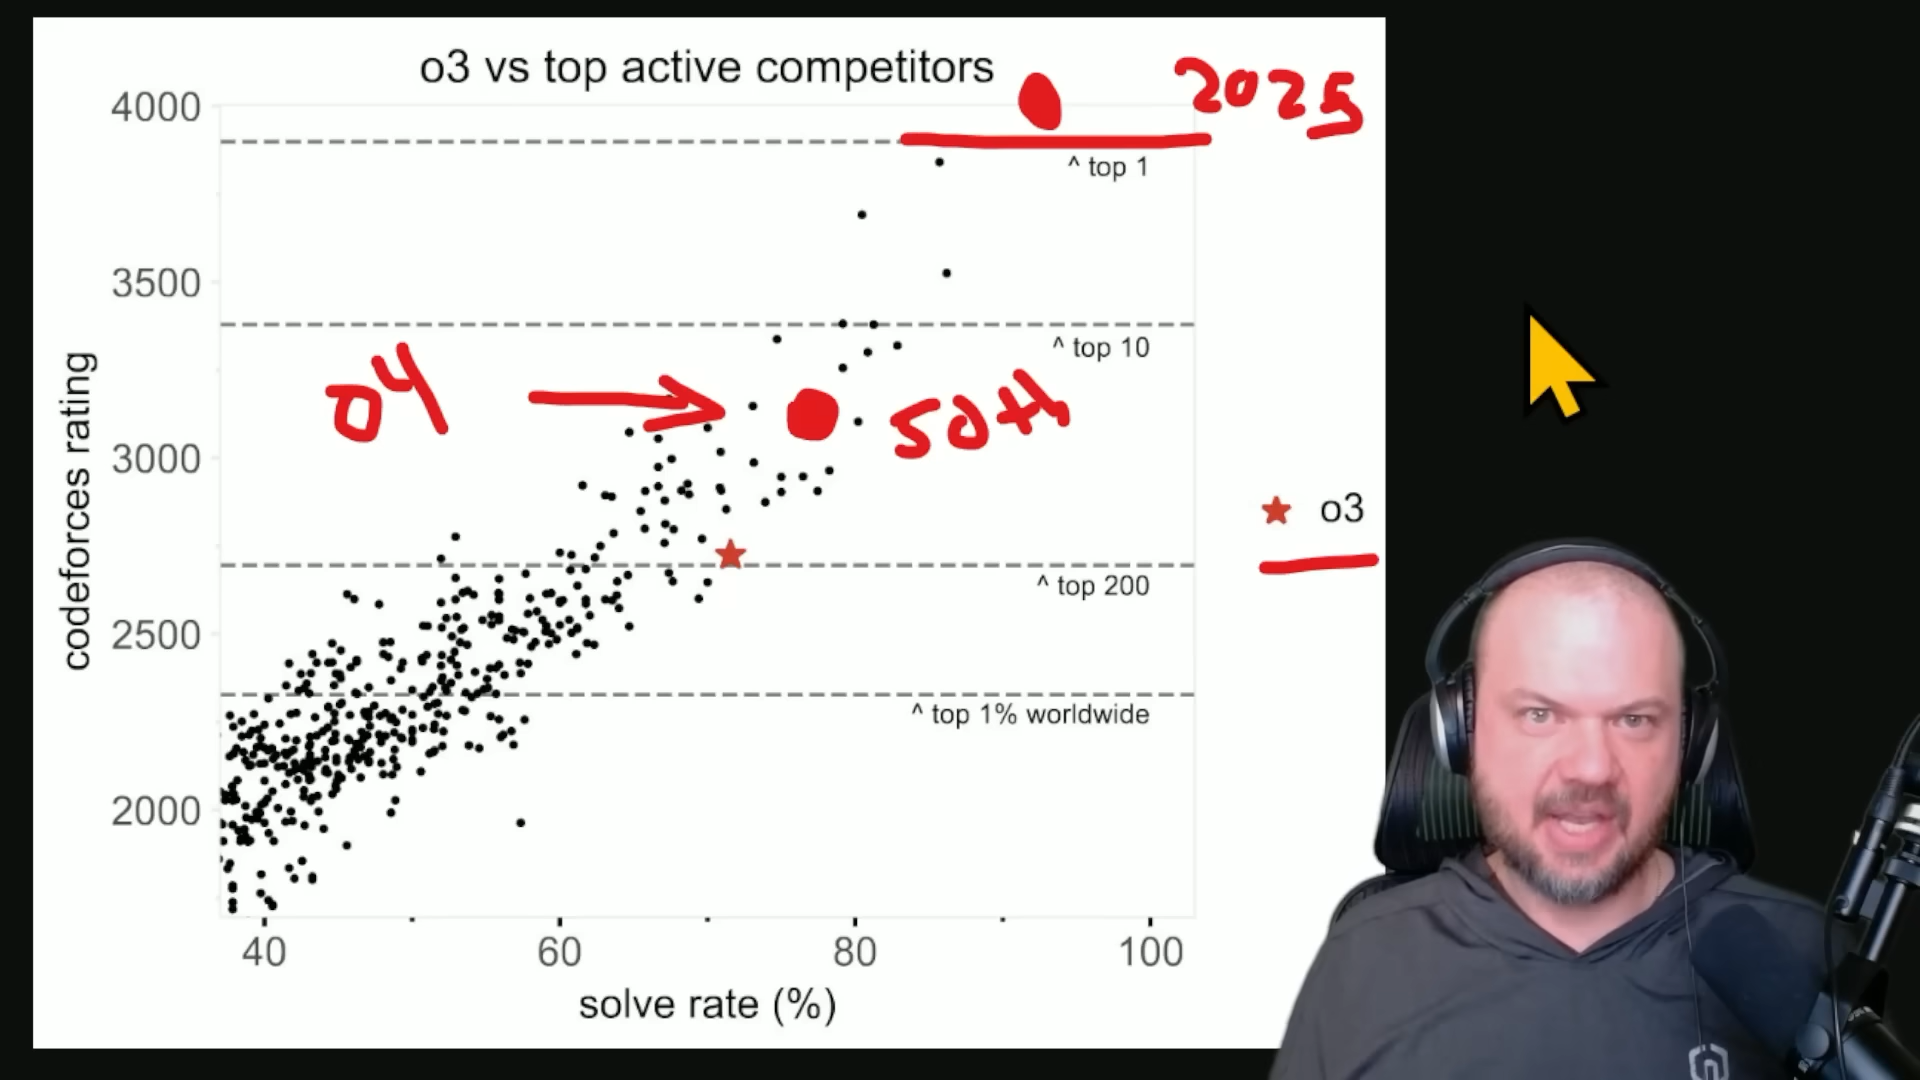 o3 vs top active competitors
2025
4000
^ top 1
3500
^ top 10
o4
50th
3000
o3
^ top 200
2500
^ top 1% worldwide
2000
codeforces rating
40 60 80 100
solve rate (%)